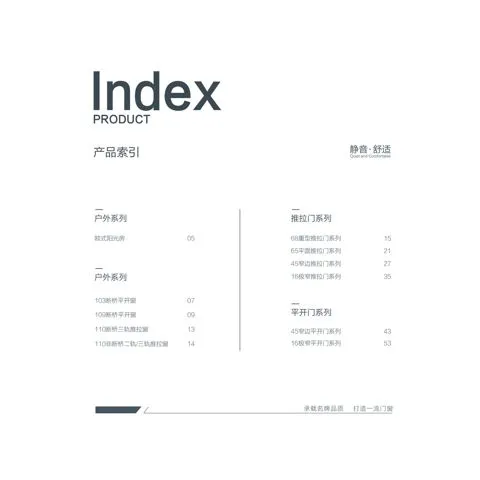 Index
PRODUCT
产品索引
静音·舒适
Quiet and Comfortable
户外系列
欧式阳光房 05
户外系列
103断桥平开窗 07
109断桥平开窗 09
110断桥三轨推拉窗 13
110B断桥二轨/三轨推拉窗 14
推拉门系列
68重型推拉门系列 15
65平面推拉门系列 21
45窄边推拉门系列 27
16极窄推拉门系列 35
平开门系列
45窄边平开门系列 43
16极窄平开门系列 53
承载名牌品质 打造一流门窗